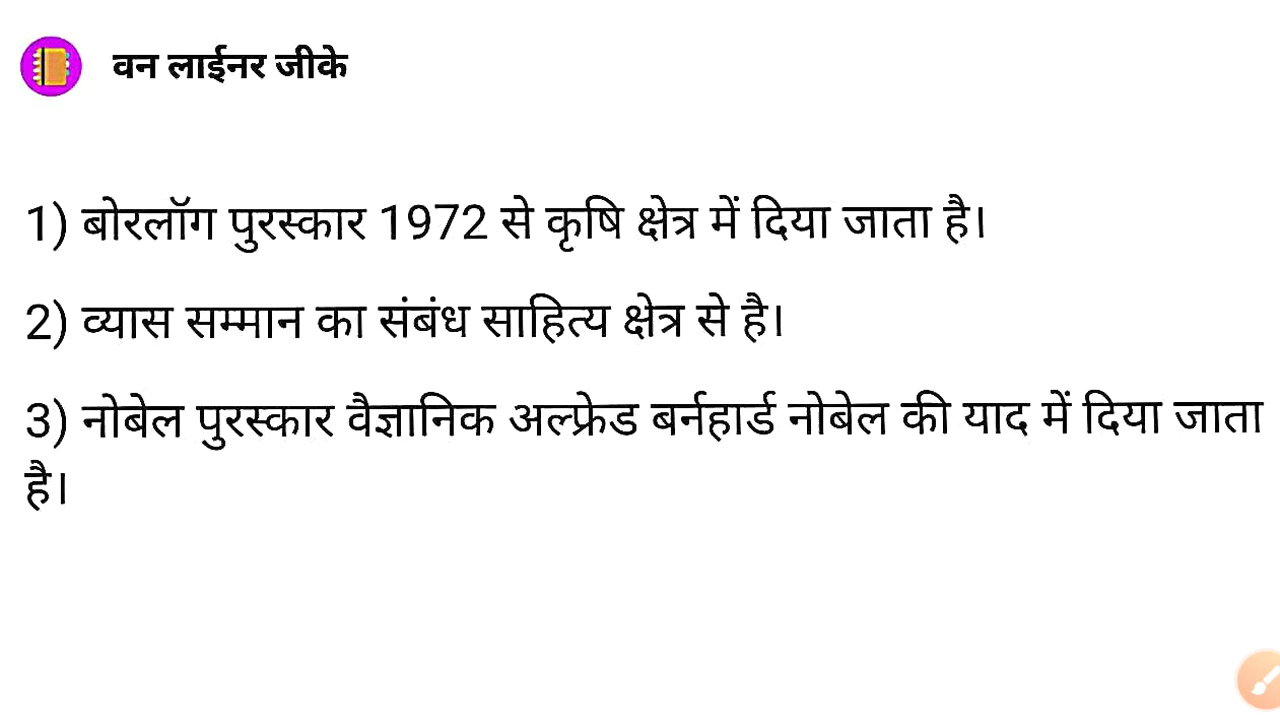 वन लाईनर जीके
1) बोरलॉग पुरस्कार 1972 से कृषि क्षेत्र में दिया जाता है।
2) व्यास सम्मान का संबंध साहित्य क्षेत्र से है।
3) नोबेल पुरस्कार वैज्ञानिक अल्फ्रेड बर्नहार्ड नोबेल की याद में दिया जाता
है।